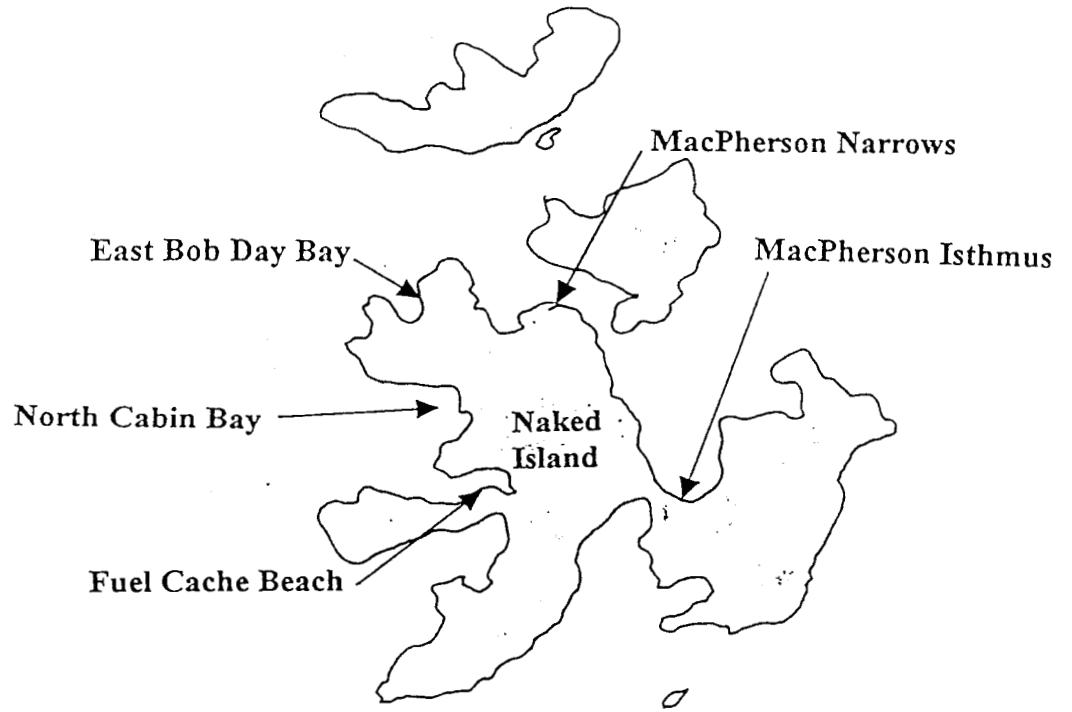 MacPherson Narrows
East Bob Day Bay
MacPherson Isthmus
North Cabin Bay
Naked
Island
Fuel Cache Beach